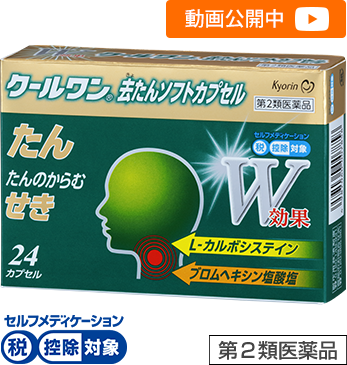 動画公開中
Kyorin
クールワン®去たんソフトカプセル
第2類医薬品
セルフメディケーション
税 控除 対象
たん
たんのからむ
せき
W
効果
L-カルボシステイン
ブロムヘキシン塩酸塩
24
カプセル
セルフメディケーション
税 控除 対象
第2類医薬品